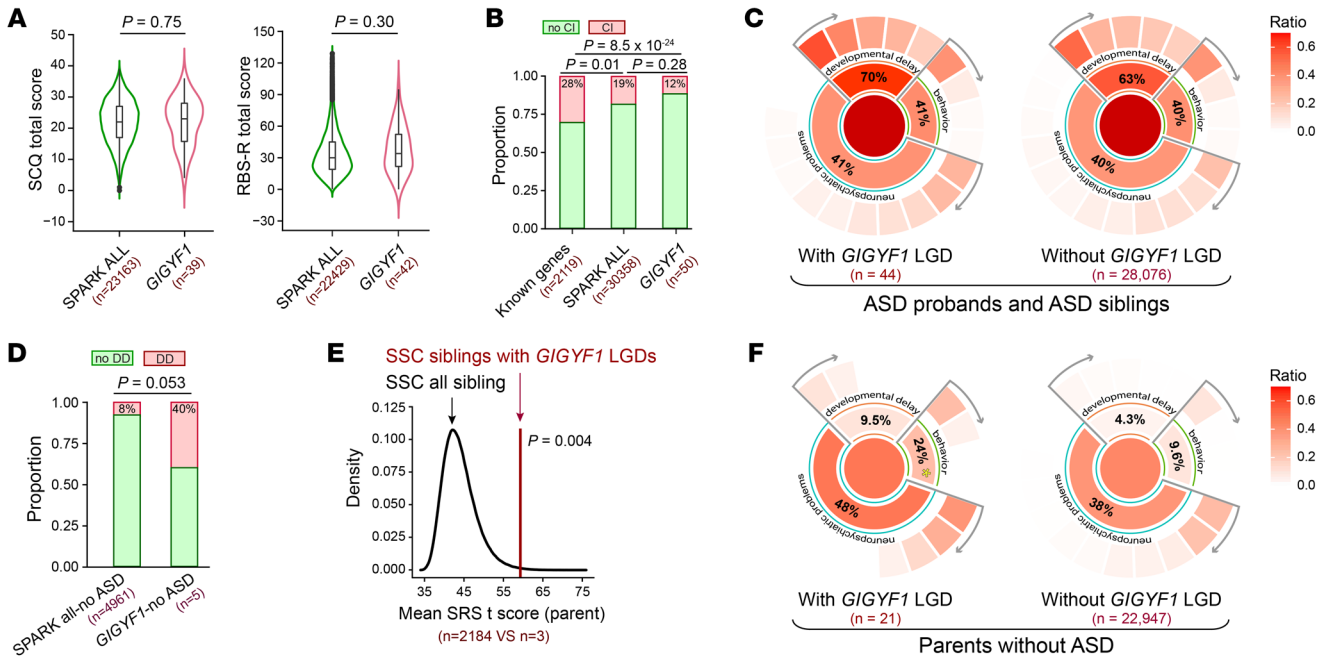 A
P = 0.75
SCQ total score
50
40
30
20
10
0
−10
SPARK ALL
(n=23163)
GIGYF1
(n=39)
P = 0.30
RBS-R total score
150
120
90
60
30
0
−30
SPARK ALL
(n=22429)
GIGYF1
(n=42)
B
no CI
CI
P = 8.5 x 10-24
P = 0.01
P = 0.28
Proportion
1.00
0.75
0.50
0.25
0.00
28%
19%
12%
Known genes
(n=2119)
SPARK ALL
(n=30358)
GIGYF1
(n=50)
C
developmental delay
70%
behavior
41%
neuropsychiatric problems
41%
With GIGYF1 LGD
(n = 44)
developmental delay
63%
behavior
40%
neuropsychiatric problems
40%
Without GIGYF1 LGD
(n = 28,076)
Ratio
0.6
0.4
0.2
0.0
ASD probands and ASD siblings
D
no DD
DD
P = 0.053
Proportion
1.00
0.75
0.50
0.25
0.00
8%
40%
SPARK all-no ASD
(n=4961)
GIGYF1-no ASD
(n=5)
E
SSC siblings with GIGYF1 LGDs
SSC all sibling
P = 0.004
Density
0.125
0.100
0.075
0.050
0.025
0.000
35
45
55
65
75
Mean SRS t score (parent)
(n=2184 VS n=3)
F
developmental delay
9.5%
behavior
24%
*
neuropsychiatric problems
48%
With GIGYF1 LGD
(n = 21)
developmental delay
4.3%
behavior
9.6%
neuropsychiatric problems
38%
Without GIGYF1 LGD
(n = 22,947)
Ratio
0.6
0.4
0.2
0.0
Parents without ASD